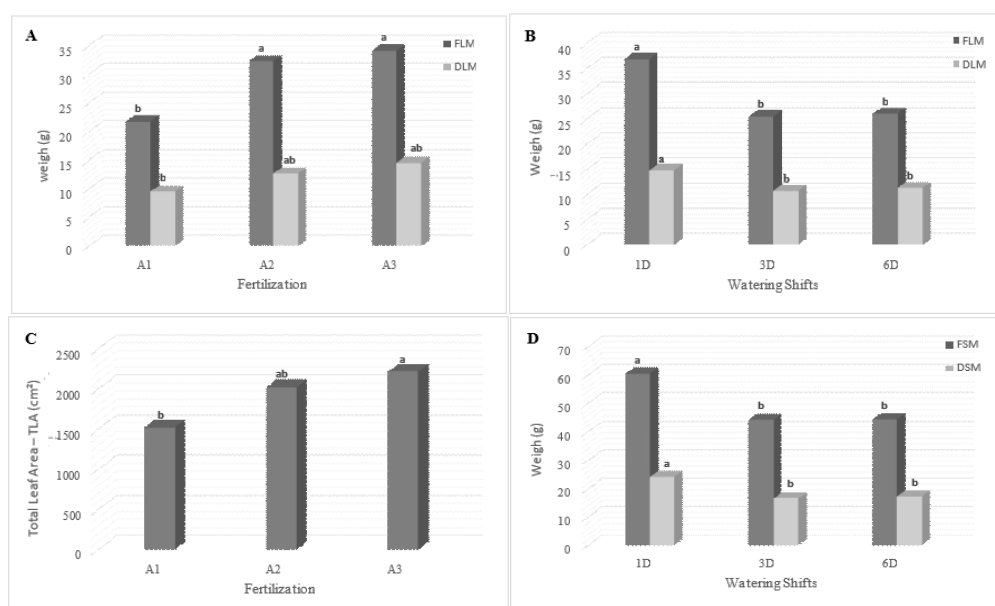 A
FLM
DLM
35
30
25
20
15
10
5
0
weigh (g)
b
b
a
ab
a
ab
A1 A2 A3
Fertilization
B
FLM
DLM
40
35
30
25
20
15
10
5
0
Weigh (g)
a
a
b
b
b
b
1D 3D 6D
Watering Shifts
C
2500
2000
1500
1000
500
0
Total Leaf Area – TLA (cm²)
b
ab
a
A1 A2 A3
Fertilization
D
FSM
DSM
70
60
50
40
30
20
10
0
Weigh (g)
a
a
b
b
b
b
1D 3D 6D
Watering Shifts